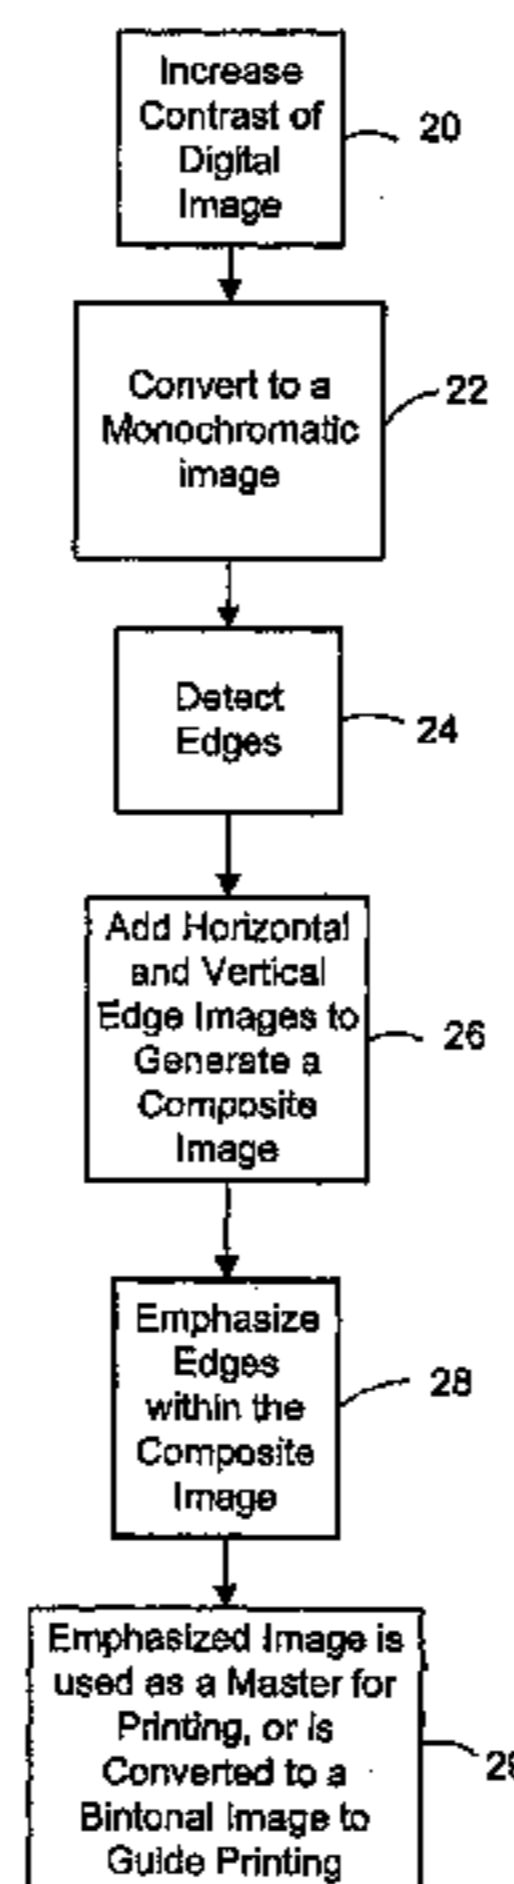 Increase
Contrast of
Digital
Image
20
Convert to a
Monochromatic
image
22
Detect
Edges
24
Add Horizontal
and Vertical
Edge Images to
Generate a
Composite
Image
26
Emphasize
Edges
within the
Composite
Image
28
Emphasized Image is
used as a Master for
Printing, or is
Converted to a
Bintonal Image to
Guide Printing